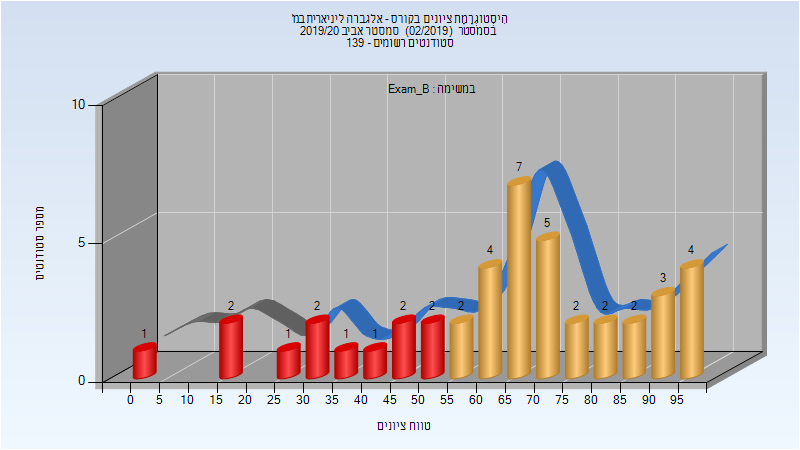 היסטוגרמת ציונים בקורס - אלגברה ליניארית במ'
בסמסטר (02/2019) סמסטר אביב 2019/20
סטודנטים רשומים - 139
במשימה : Exam_B
מספר סטודנטים
10
5
0
1 2 1 2 1 1 2 2 2 4 7 5 2 2 2 3 4
0 5 10 15 20 25 30 35 40 45 50 55 60 65 70 75 80 85 90 95
טווח ציונים